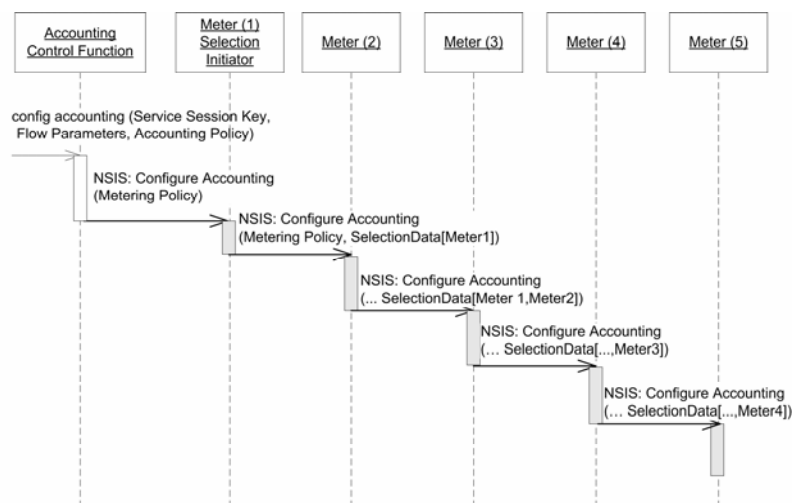 Accounting
Control Function
Meter (1)
Selection
Initiator
Meter (2)
Meter (3)
Meter (4)
Meter (5)
config accounting (Service Session Key,
Flow Parameters, Accounting Policy)
NSIS: Configure Accounting
(Metering Policy)
NSIS: Configure Accounting
(Metering Policy, SelectionData[Meter1])
NSIS: Configure Accounting
(... SelectionData[Meter 1,Meter2])
NSIS: Configure Accounting
(... SelectionData[...,Meter3])
NSIS: Configure Accounting
(... SelectionData[...,Meter4])